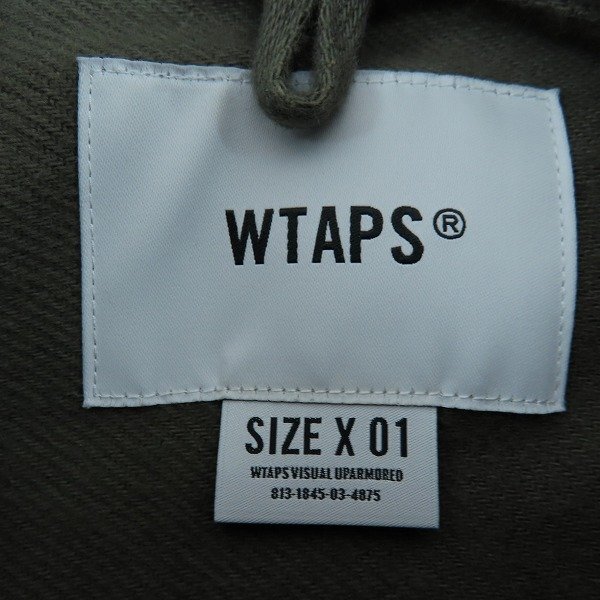 WTAPS®
SIZE X 01
WTAPS VISUAL UPARMORED
813-1845-03-4875